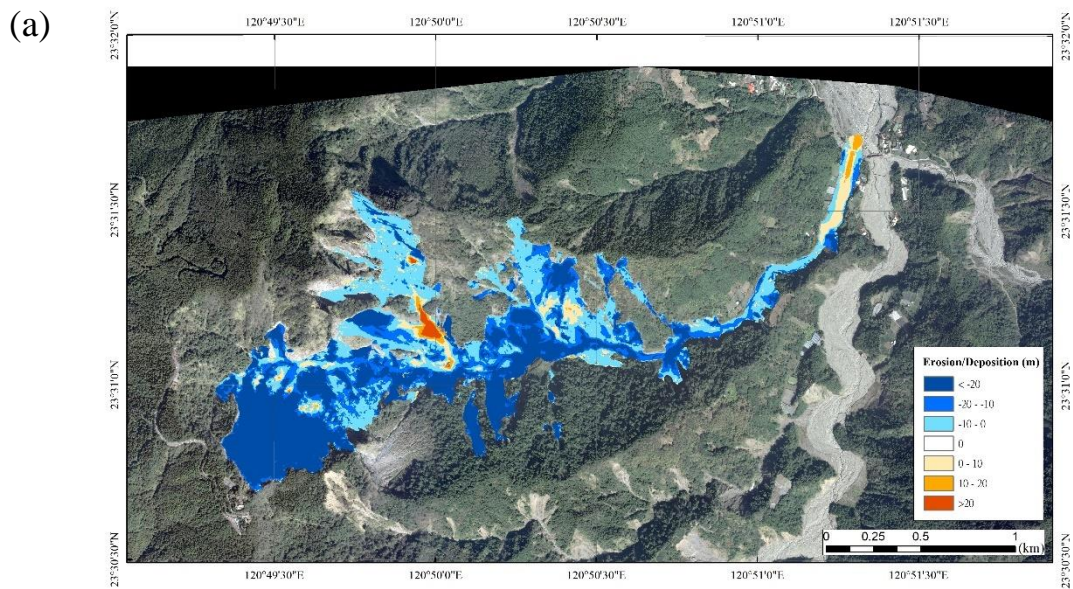 (a)
120°49'30"E 120°50'0"E 120°50'30"E 120°51'0"E 120°51'30"E
23°32'0"N 23°32'0"N
23°31'30"N 23°31'30"N
23°31'0"N 23°31'0"N
23°30'30"N 23°30'30"N
Erosion/Deposition (m)
< -20
-20 - -10
-10 - 0
0
0 - 10
10 - 20
>20
0 0.25 0.5 1
(km)
120°49'30"E 120°50'0"E 120°50'30"E 120°51'0"E 120°51'30"E